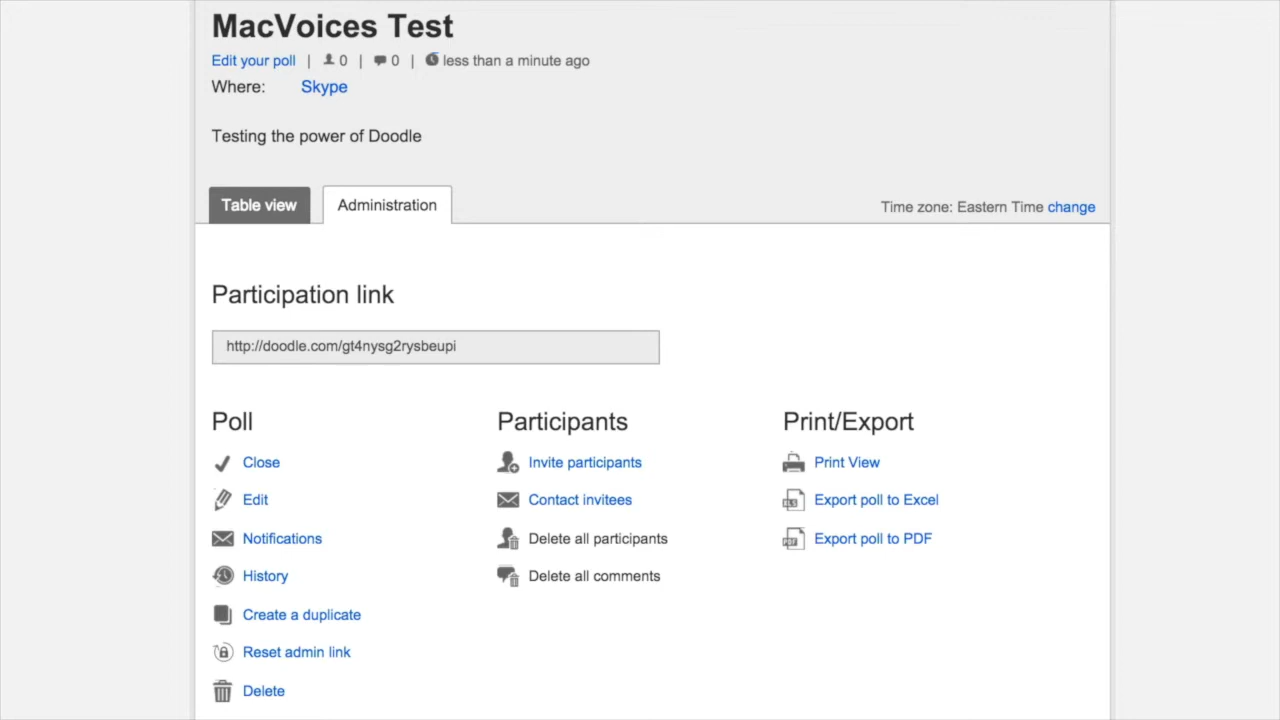 MacVoices Test
Edit your poll | 0 | 0 | less than a minute ago
Where: Skype
Testing the power of Doodle
Table view Administration Time zone: Eastern Time change
Participation link
http://doodle.com/gt4nysg2rysbeupi
Poll Participants Print/Export
Close Invite participants Print View
Edit Contact invitees XLS Export poll to Excel
Notifications Delete all participants PDF Export poll to PDF
History Delete all comments
Create a duplicate
Reset admin link
Delete